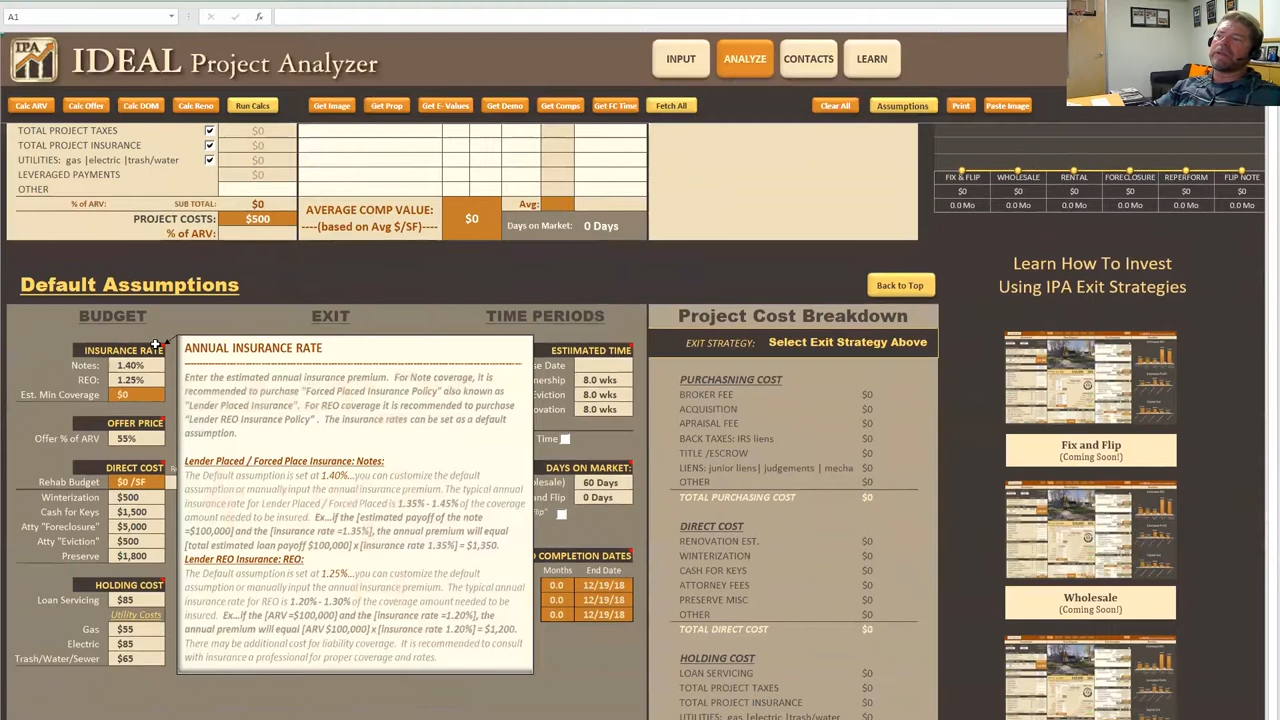 A1
fx
IPA
IDEAL Project Analyzer
INPUT
ANALYZE
CONTACTS
LEARN
Calc ARV
Calc Offer
Calc DOM
Calc Reno
Run Calcs
Get Image
Get Prop
Get E- Values
Get Demo
Get Comps
Get FC Time
Fetch All
Clear All
Assumptions
Print
Paste Image
TOTAL PROJECT TAXES $0
TOTAL PROJECT INSURANCE $0
UTILITIES: gas |electric |trash/water $0
LEVERAGED PAYMENTS $0
OTHER
% of ARV: SUB TOTAL: $0
PROJECT COSTS: $500
% of ARV:
AVERAGE COMP VALUE:
----(based on Avg $/SF)----
$0
Avg:
Days on Market: 0 Days
FIX & FLIP WHOLESALE RENTAL FORECLOSURE REPERFORM FLIP NOTE
$0 $0 $0 $0 $0 $0
0.0 Mo 0.0 Mo 0.0 Mo 0.0 Mo 0.0 Mo 0.0 Mo
Default Assumptions
Back to Top
BUDGET
EXIT
TIME PERIODS
INSURANCE RATE
Notes: 1.40%
REO: 1.25%
Est. Min Coverage $0
OFFER PRICE
Offer % of ARV 55%
DIRECT COST
Rehab Budget $0 /SF
Winterization $500
Cash for Keys $1,500
Atty "Foreclosure" $5,000
Atty "Eviction" $500
Preserve $1,800
HOLDING COST
Loan Servicing $85
Utility Costs
Gas $55
Electric $85
Trash/Water/Sewer $65
ANNUAL INSURANCE RATE
Enter the estimated annual insurance premium. For Note coverage, it is
recommended to purchase "Forced Placed Insurance Policy" also known as
"Lender Placed Insurance". For REO coverage it is recommended to purchase
"Lender REO Insurance Policy" . The insurance rates can be set as a default
assumption.
Lender Placed / Forced Place Insurance: Notes:
The Default assumption is set at 1.40%...you can customize the default
assumption or manually input the Annual insurance premium. The typical annual
insurance rate for Lender Placed / Forced Placed is 1.35% - 1.45% of the coverage
amount needed to be insured. Ex...if the [estimated payoff of the note
=$100,000] and the [insurance rate =1.35%], the annual premium will equal
[total estimated loan payoff $100,000] x [insurance rate 1.35%] = $1,350.
Lender REO Insurance: REO:
The Default assumption is set at 1.25%...you can customize the default
assumption or manually input the Annual insurance premium. The typical annual
insurance rate for REO is 1.20% - 1.30% of the coverage amount needed to be
insured. Ex...if the [ARV =$100,000] and the [insurance rate =1.20%], the
annual premium will equal [ARV $100,000] x [insurance rate 1.20%] = $1,200.
There may be additional cost for liability coverage. It is recommended to consult
with insurance a professional for proper coverage and rates.
ESTIIMATED TIME
se Date
nership 8.0 wks
Eviction 8.0 wks
ovation 8.0 wks
Time
DAYS ON MARKET:
lesale) 60 Days
nd Flip 0 Days
lip"
D COMPLETION DATES
Months End Date
0.0 12/19/18
0.0 12/19/18
0.0 12/19/18
Project Cost Breakdown
EXIT STRATEGY: Select Exit Strategy Above
PURCHASING COST
BROKER FEE $0
ACQUISITION $0
APRAISAL FEE $0
BACK TAXES: IRS liens $0
TITLE /ESCROW $0
LIENS: junior liens| judgements | mecha $0
OTHER $0
TOTAL PURCHASING COST $0
DIRECT COST
RENOVATION EST. $0
WINTERIZATION $0
CASH FOR KEYS $0
ATTORNEY FEES $0
PRESERVE MISC $0
OTHER $0
TOTAL DIRECT COST $0
HOLDING COST
LOAN SERVICING $0
TOTAL PROJECT TAXES $0
TOTAL PROJECT INSURANCE $0
UTILITIES: gas |electric |trash/water $0
Learn How To Invest
Using IPA Exit Strategies
Fix and Flip
(Coming Soon!)
Wholesale
(Coming Soon!)